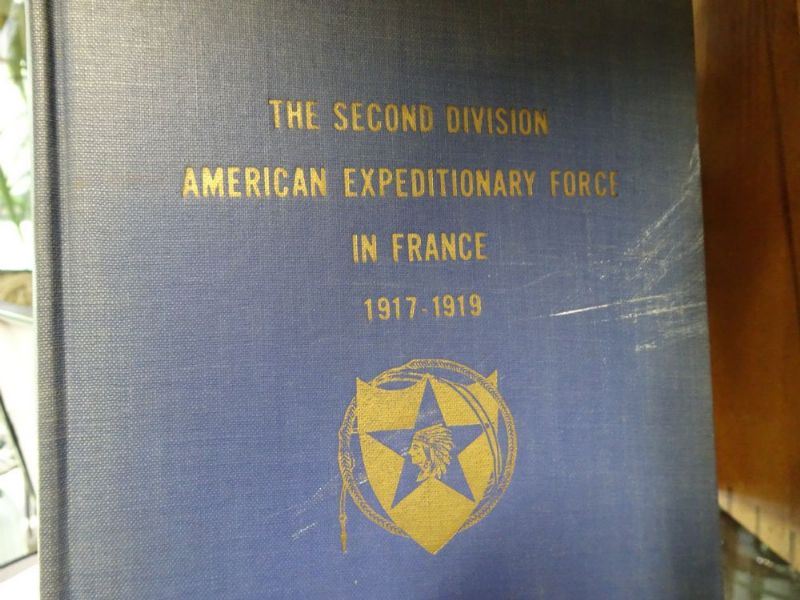 THE SECOND DIVISION
AMERICAN EXPEDITIONARY FORCE
IN FRANCE
1917-1919